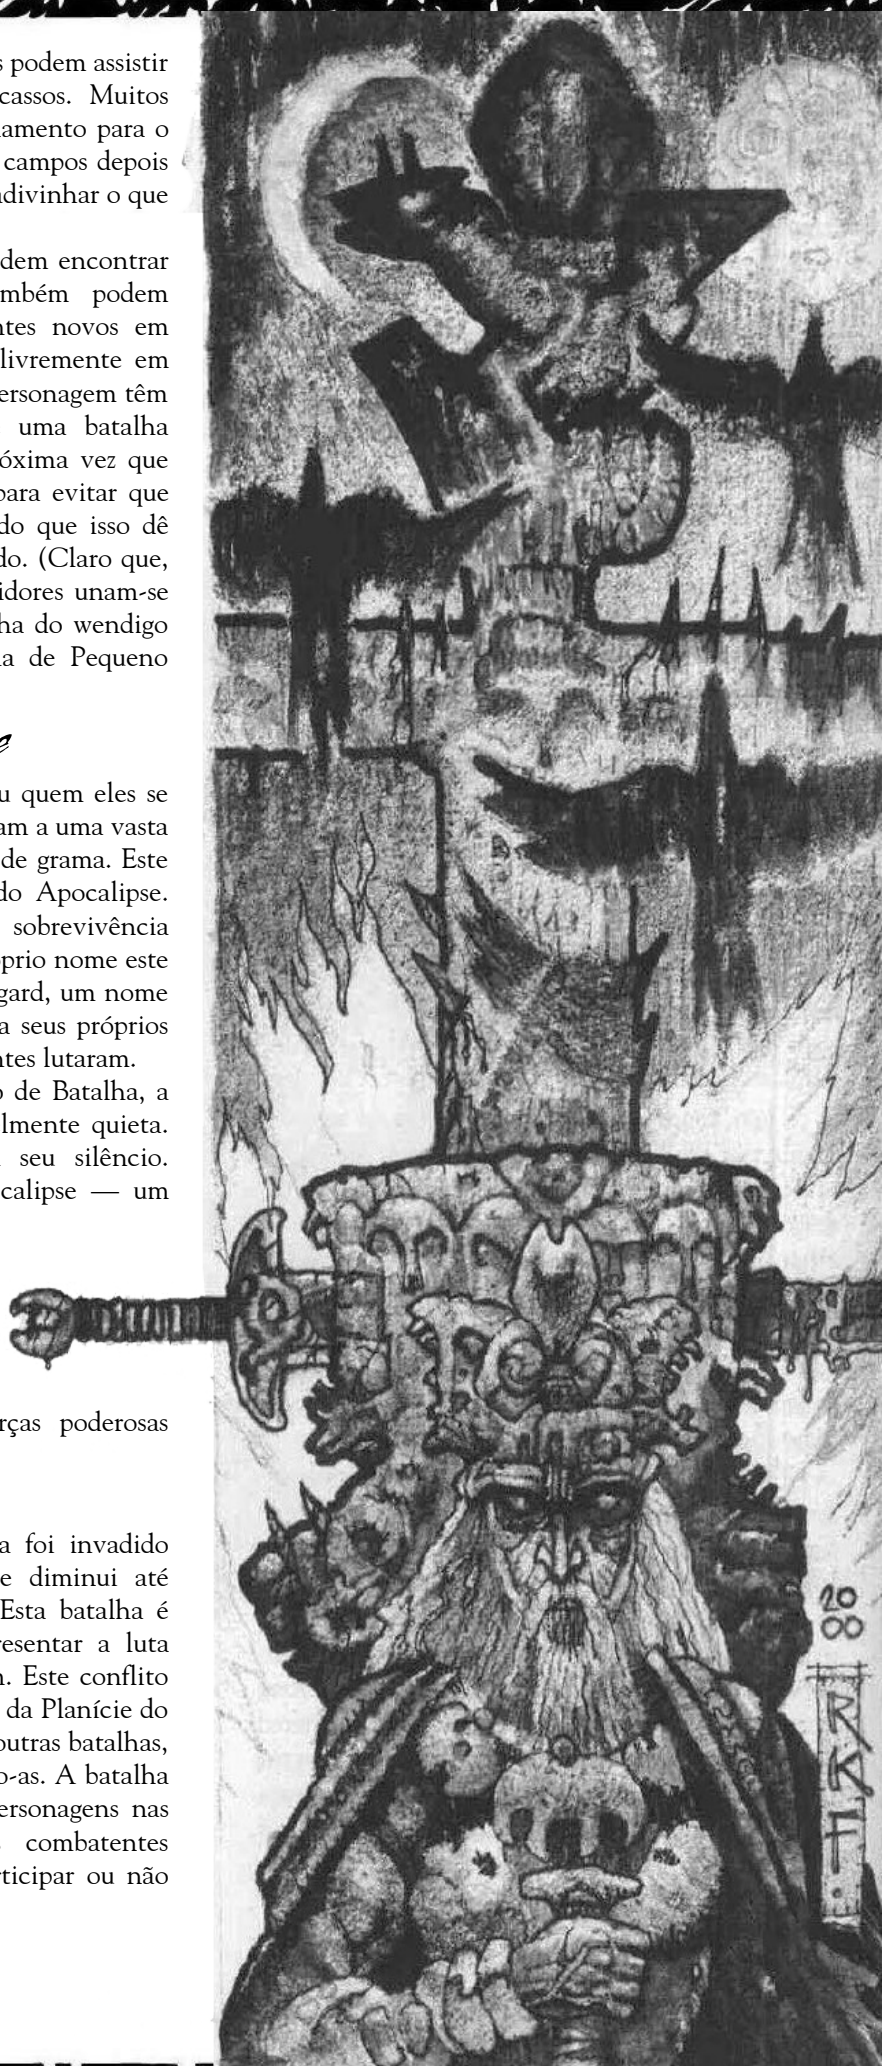 s podem assistir
cassos. Muitos
amento para o
campos depois
adivinhar o que
dem encontrar
ambém podem
ntes novos em
livremente em
ersonagem têm
uma batalha
óxima vez que
para evitar que
do que isso dê
do. (Claro que,
idores unam-se
ha do wendigo
a de Pequeno
e
u quem eles se
am a uma vasta
de grama. Este
do Apocalipse.
sobrevivência
óprio nome este
gard, um nome
a seus próprios
ntes lutaram.
o de Batalha, a
lmente quieta.
seu silêncio.
calipse — um
rças poderosas
a foi invadido
e diminui até
Esta batalha é
resentar a luta
n. Este conflito
da Planície do
outras batalhas,
o-as. A batalha
ersonagens nas
s combatentes
rticipar ou não
20
00
RKF.